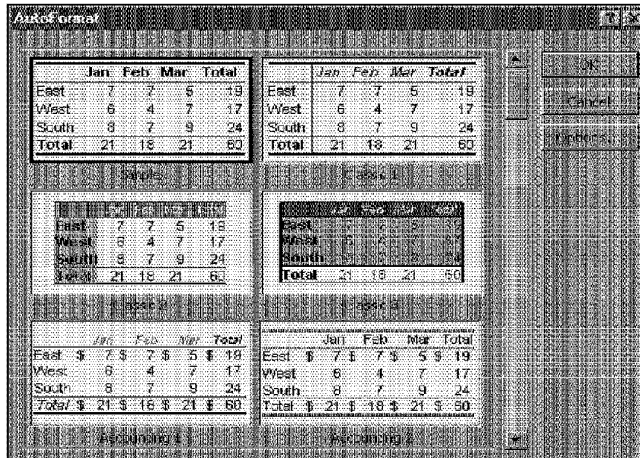 AutoFormat
OK
Cancel
Options...
Jan Feb Mar Total
East 7 7 5 19
West 6 4 7 17
South 8 7 9 24
Total 21 18 21 60
Simple
Jan Feb Mar Total
East 7 7 5 19
West 6 4 7 17
South 8 7 9 24
Total 21 18 21 60
Classic 1
East 7 7 5 19
West 6 4 7 17
South 8 7 9 24
Total 21 18 21 60
Classic 2
Jan Feb
East
West
South
Total 21 18 21 60
Classic 3
Jan Feb Mar Total
East $ 7 $ 7 $ 5 $ 19
West 6 4 7 17
South 8 7 9 24
Total $ 21 $ 18 $ 21 $ 60
Accounting 1
Jan Feb Mar Total
East $ 7 $ 7 $ 5 $ 19
West 6 4 7 17
South 8 7 9 24
Total $ 21 $ 18 $ 21 $ 60
Accounting 2